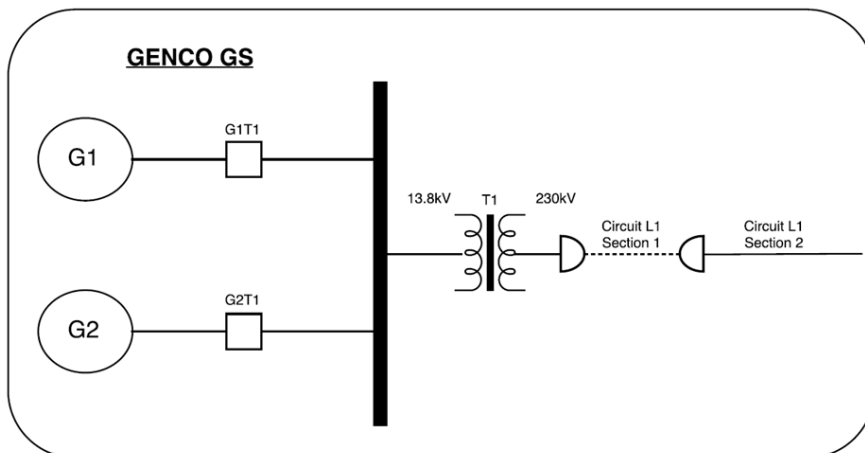 GENCO GS
G1
G1T1
13.8kV
T1
230kV
Circuit L1
Section 1
Circuit L1
Section 2
G2
G2T1